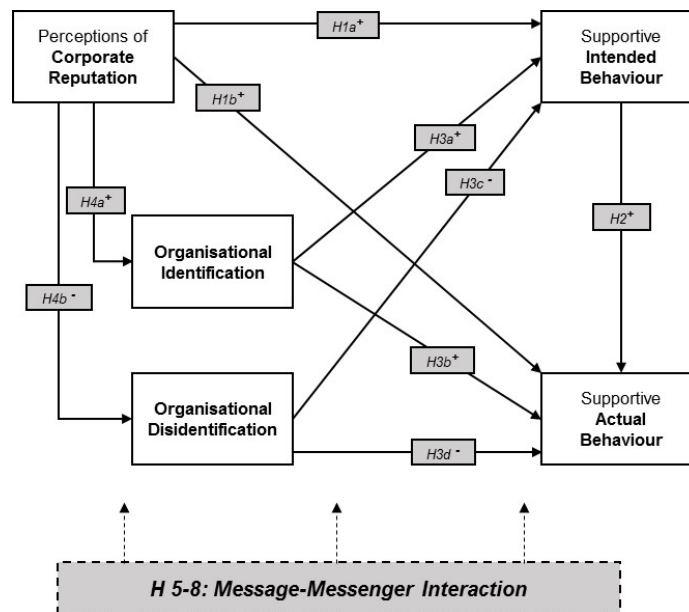 Perceptions of
Corporate
Reputation
H1a+
Supportive
Intended
Behaviour
H1b+
H3a+
H3c -
H4a+
H2+
Organisational
Identification
H4b -
H3b+
Organisational
Disidentification
Supportive
Actual
Behaviour
H3d -
H 5-8: Message-Messenger Interaction